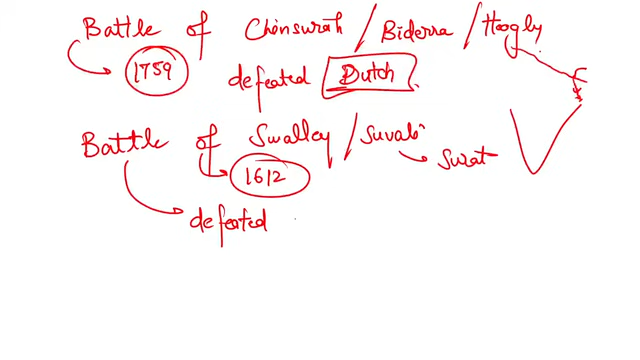 Battle of Chinsurah / Biderra / Hoogly
1759 defeated Dutch
Battle of Swalley / Suvali
1612 Surat
defeated